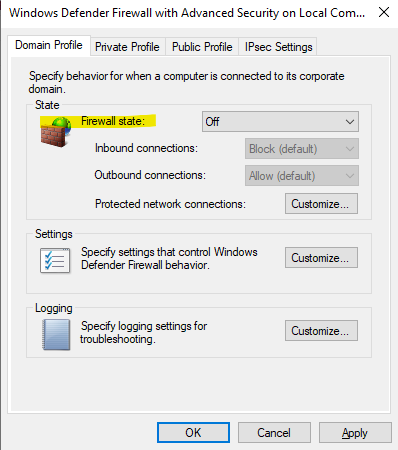 Windows Defender Firewall with Advanced Security on Local Com...
Domain Profile Private Profile Public Profile IPsec Settings
Specify behavior for when a computer is connected to its corporate
domain.
State
Firewall state: Off
Inbound connections: Block (default)
Outbound connections: Allow (default)
Protected network connections: Customize...
Settings
Specify settings that control Windows
Defender Firewall behavior.
Customize...
Logging
Specify logging settings for
troubleshooting.
Customize...
OK Cancel Apply